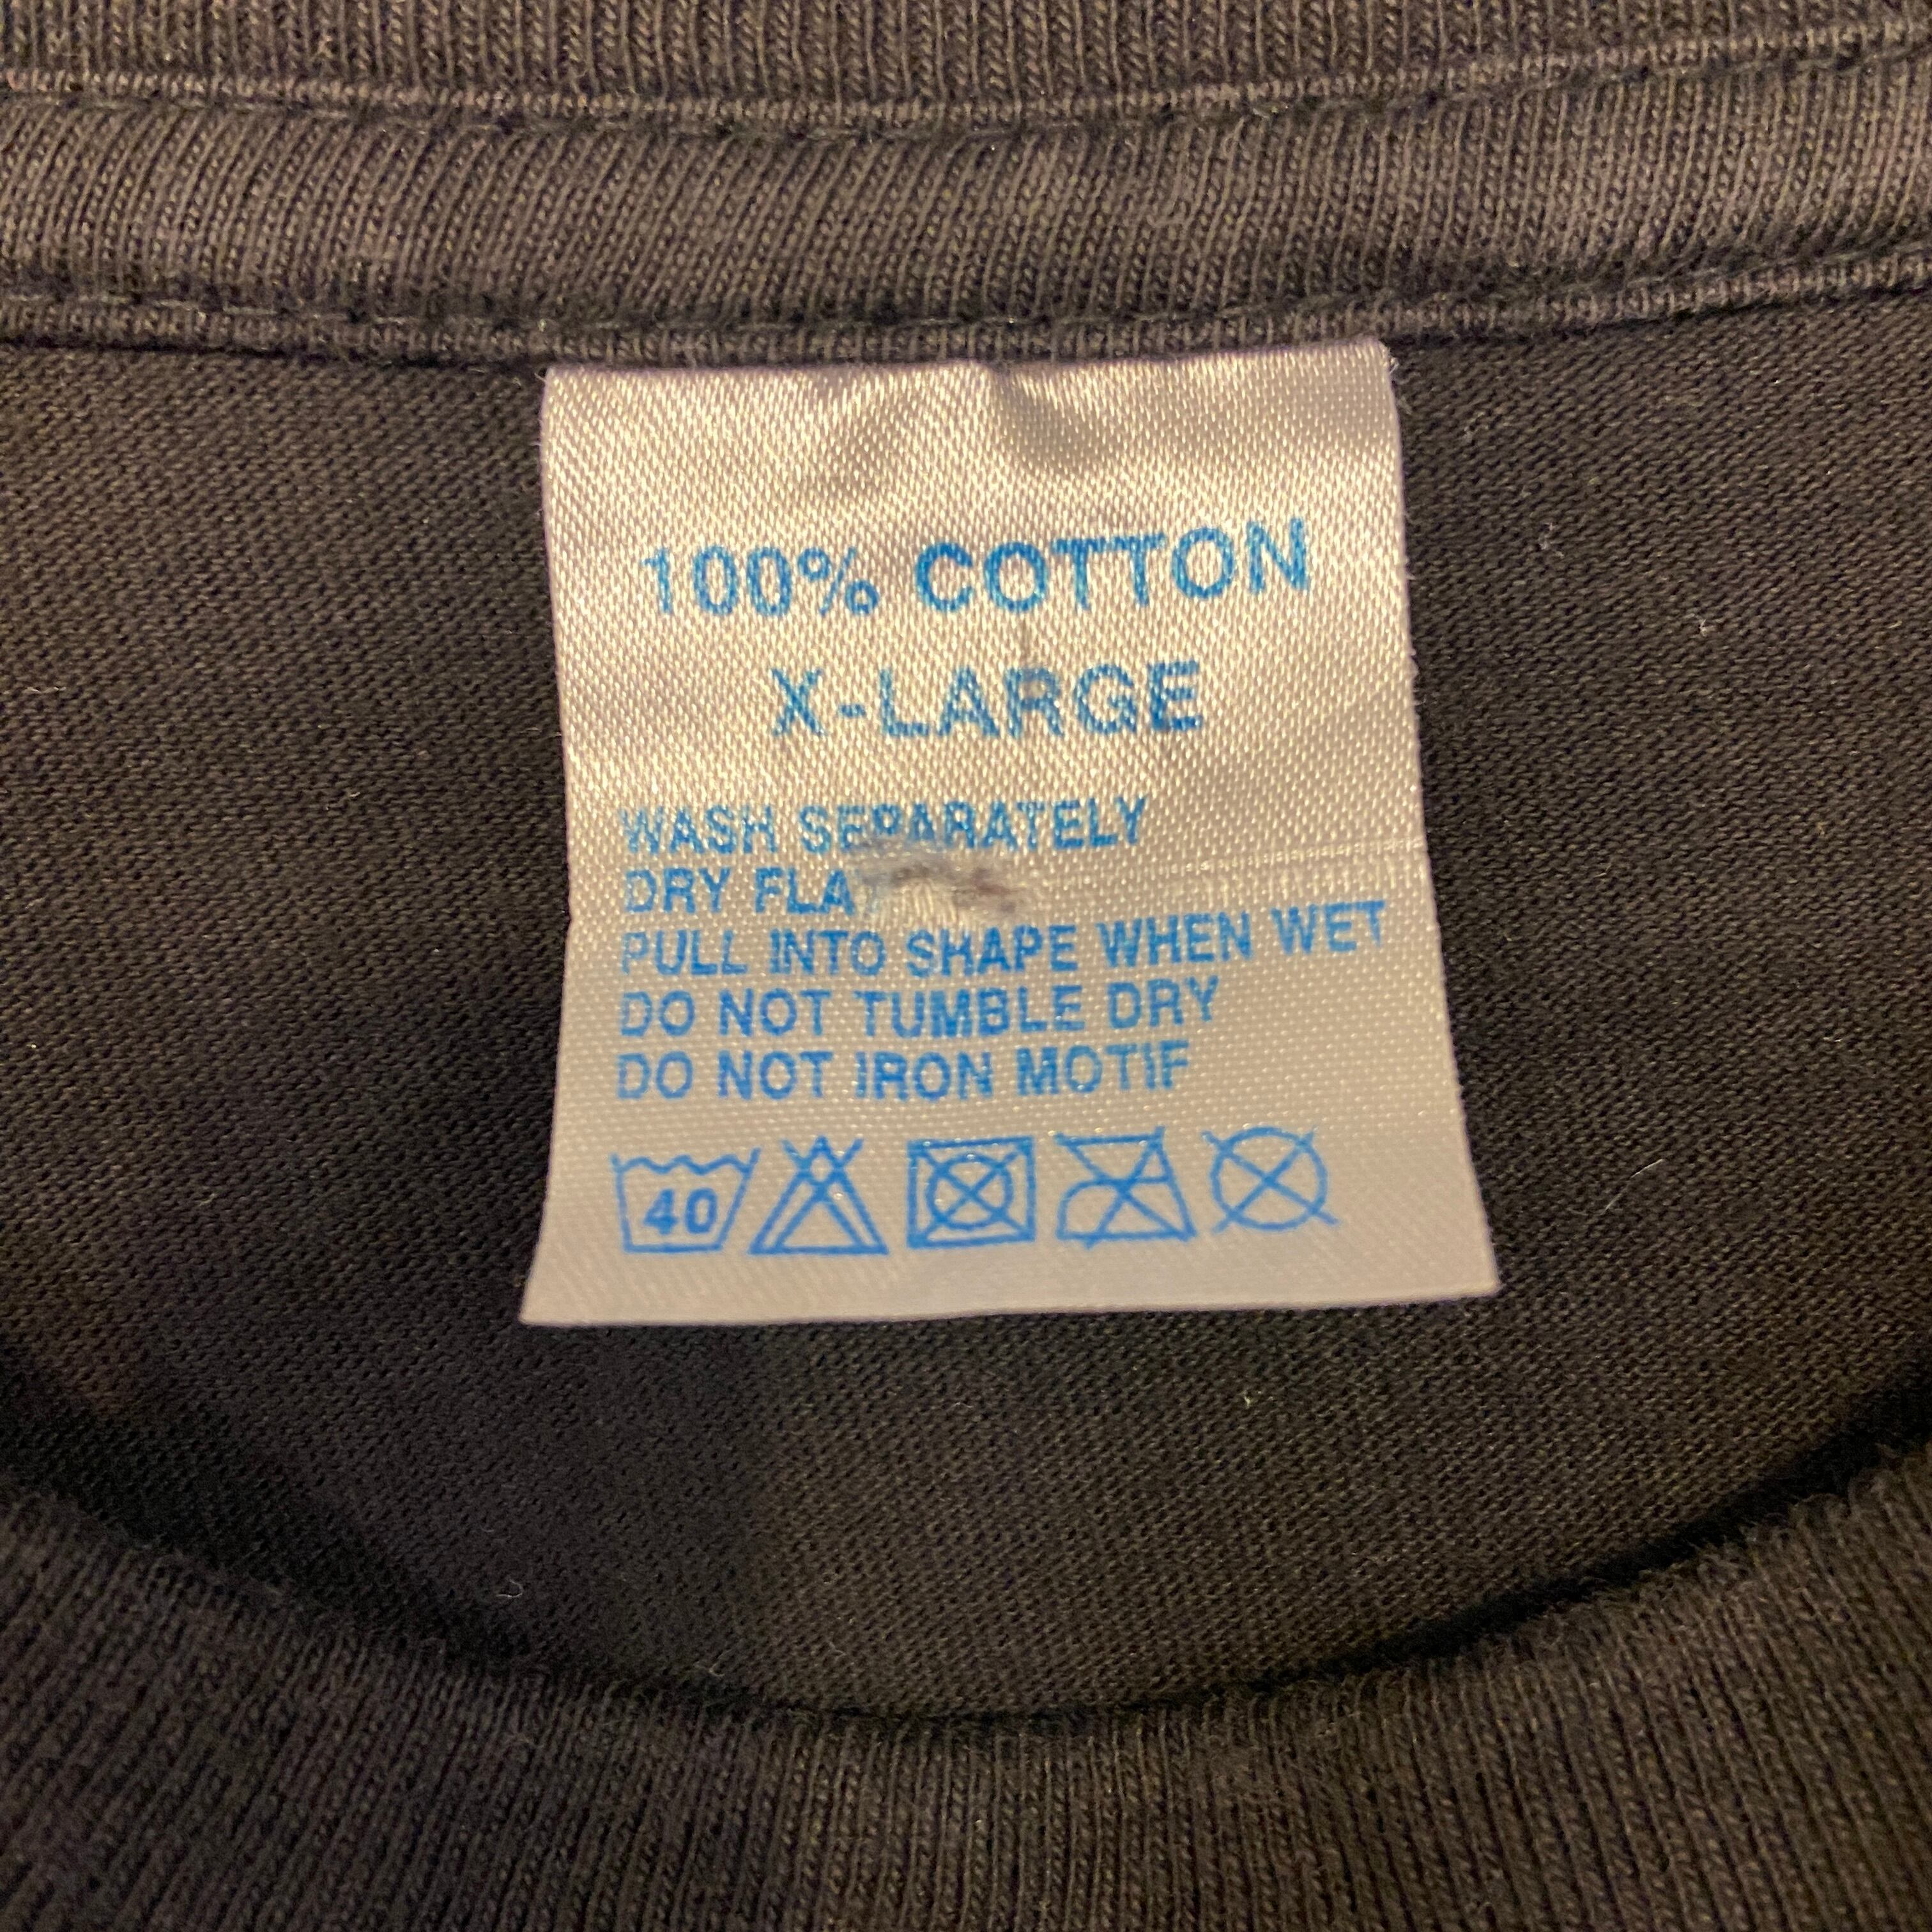 100% COTTON
X-LARGE
WASH SEPARATELY
DRY FLAT
PULL INTO SHAPE WHEN WET
DO NOT TUMBLE DRY
DO NOT IRON MOTIF
40